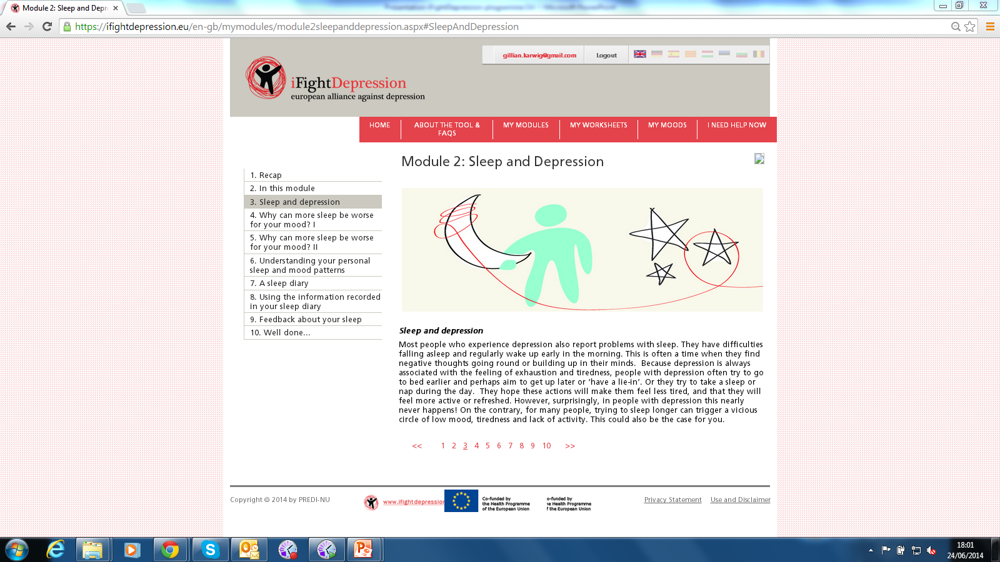 Module 2: Sleep and Depr
https://ifightdepression.eu/en-gb/mymodules/module2sleepanddepression.aspx#SleepAndDepression
gillian.karwig@gmail.com
Logout
iFightDepression
european alliance against depression
HOME
ABOUT THE TOOL &
FAQS
MY MODULES
MY WORKSHEETS
MY MOODS
I NEED HELP NOW
1. Recap
2. In this module
3. Sleep and depression
4. Why can more sleep be worse
for your mood? I
5. Why can more sleep be worse
for your mood? II
6. Understanding your personal
sleep and mood patterns
7. A sleep diary
8. Using the information recorded
in your sleep diary
9. Feedback about your sleep
10. Well done...
Module 2: Sleep and Depression
Sleep and depression
Most people who experience depression also report problems with sleep. They have difficulties
falling asleep and regularly wake up early in the morning. This is often a time when they find
negative thoughts going round or building up in their minds.  Because depression is always
associated with the feeling of exhaustion and tiredness, people with depression often try to go
to bed earlier and perhaps aim to get up later or ‘have a lie-in’. Or they try to take a sleep or
nap during the day.  They hope these actions will make them feel less tired, and that they will
feel more active or refreshed. However, surprisingly, in people with depression this nearly
never happens! On the contrary, for many people, trying to sleep longer can trigger a vicious
circle of low mood, tiredness and lack of activity. This could also be the case for you.
<< 1 2 3 4 5 6 7 8 9 10 >>
Copyright © 2014 by PREDI-NU
www.ifightdepression
Co-funded by
the Health Programme
of the European Union
o-funded by
he Health Programme
f the European Union
Privacy Statement
Use and Disclaimer
18:01
24/06/2014